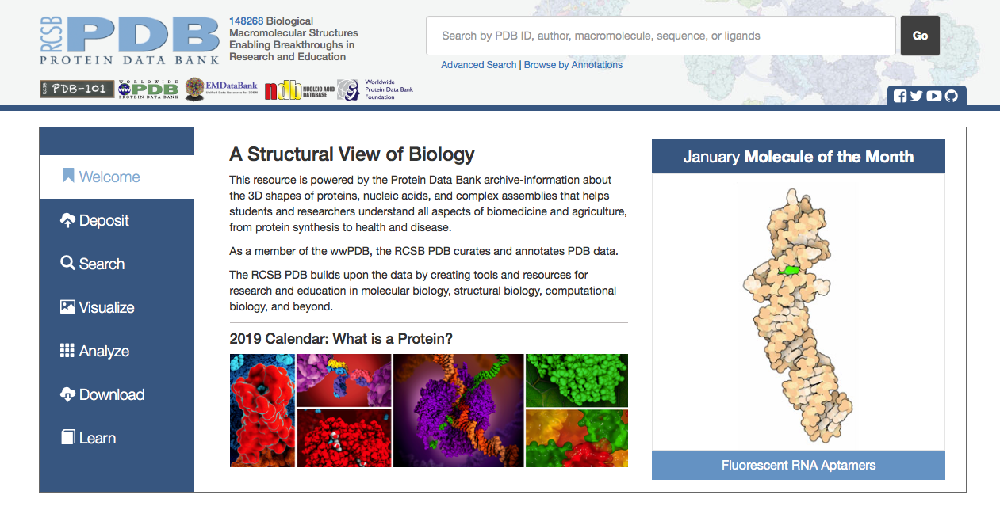 RCSB
PDB
PROTEIN DATA BANK
148268 Biological
Macromolecular Structures
Enabling Breakthroughs in
Research and Education
Search by PDB ID, author, macromolecule, sequence, or ligands
Go
Advanced Search | Browse by Annotations
PDB-101
WORLDWIDE
PDB
PROTEIN DATA BANK
EMDataBank
Unified Data Resource for 3DEM
ndb
NUCLEIC ACID
DATABASE
Worldwide
Protein Data Bank
Foundation
Welcome
Deposit
Search
Visualize
Analyze
Download
Learn
A Structural View of Biology
This resource is powered by the Protein Data Bank archive-information about
the 3D shapes of proteins, nucleic acids, and complex assemblies that helps
students and researchers understand all aspects of biomedicine and agriculture,
from protein synthesis to health and disease.
As a member of the wwPDB, the RCSB PDB curates and annotates PDB data.
The RCSB PDB builds upon the data by creating tools and resources for
research and education in molecular biology, structural biology, computational
biology, and beyond.
2019 Calendar: What is a Protein?
January Molecule of the Month
Fluorescent RNA Aptamers